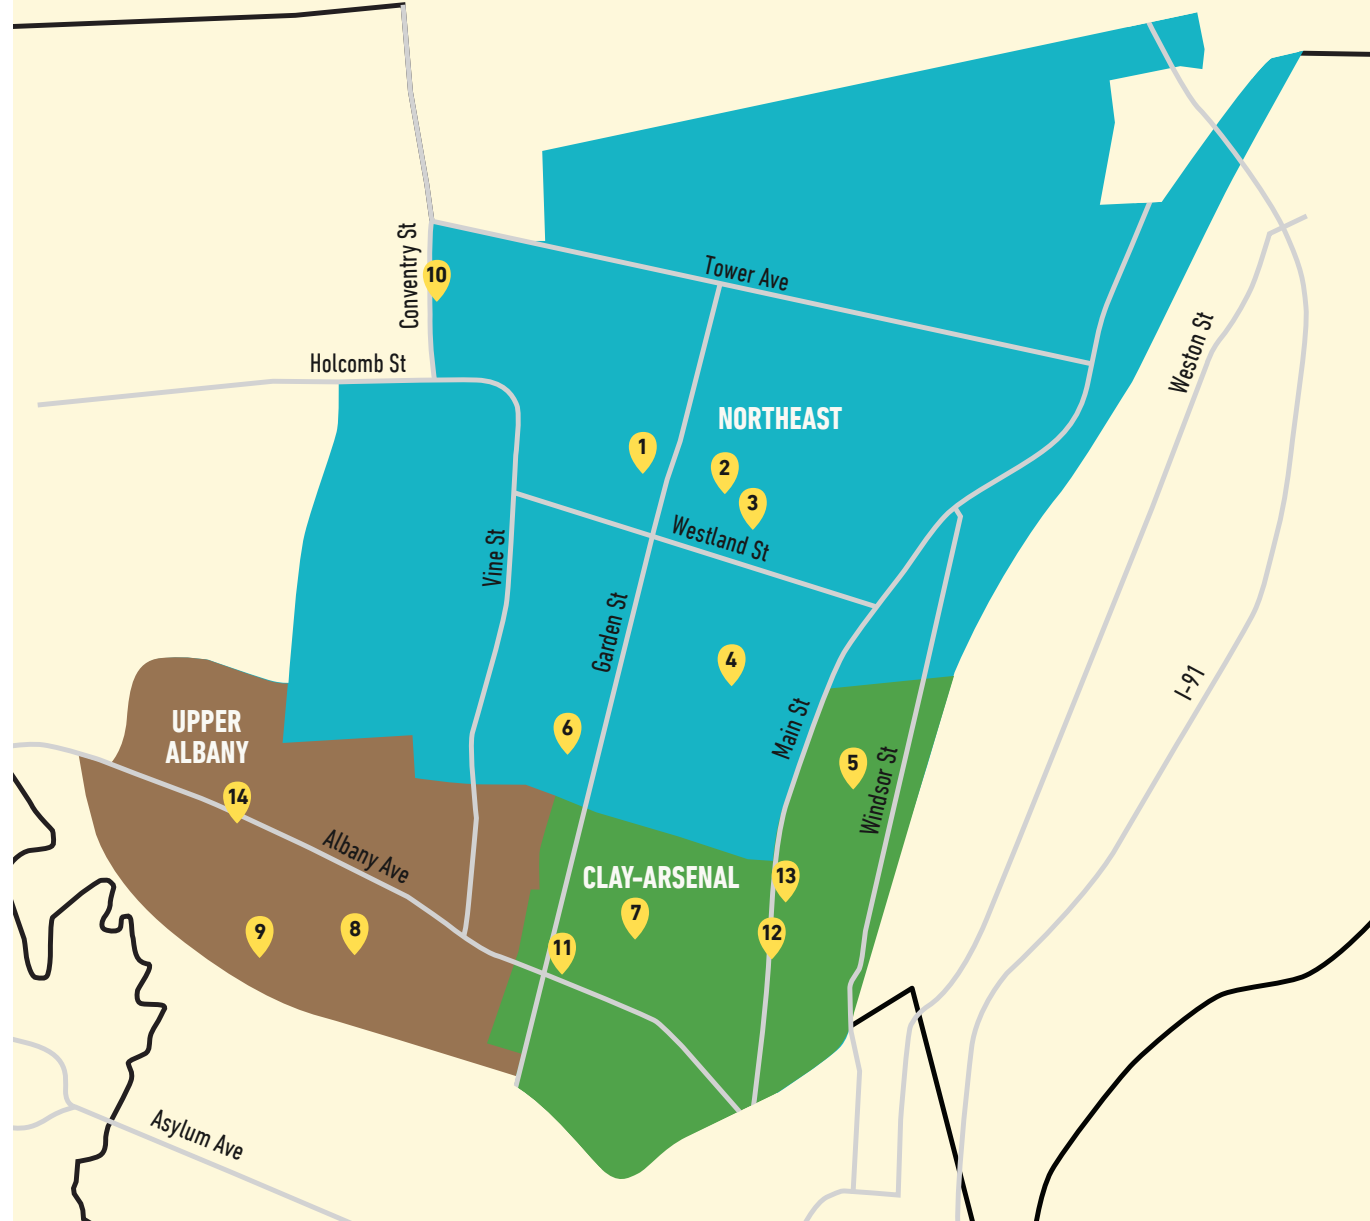 Coventry St
10
Tower Ave
Holcomb St
Weston St
NORTHEAST
1
2
3
Westland St
Vine St
Garden St
4
I-91
UPPER
ALBANY
6
Main St
5
Windsor St
14
Albany Ave
CLAY-ARSENAL
13
7
12
9
8
11
Asylum Ave